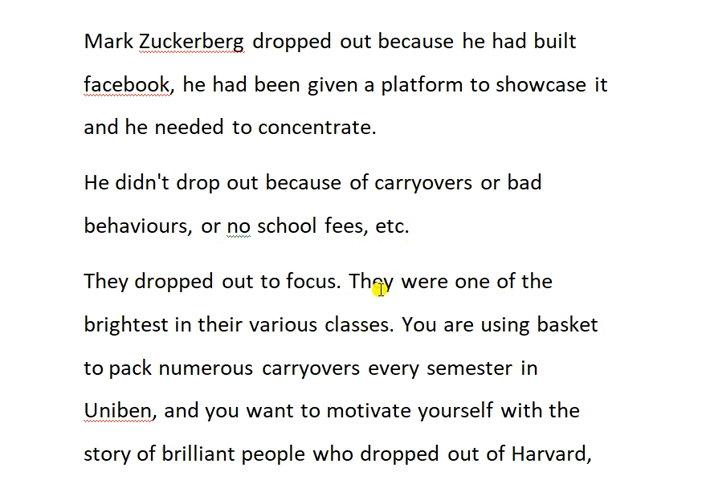 Mark Zuckerberg dropped out because he had built
facebook, he had been given a platform to showcase it
and he needed to concentrate.
He didn't drop out because of carryovers or bad
behaviours, or no school fees, etc.
They dropped out to focus. They were one of the
brightest in their various classes. You are using basket
to pack numerous carryovers every semester in
Uniben, and you want to motivate yourself with the
story of brilliant people who dropped out of Harvard,